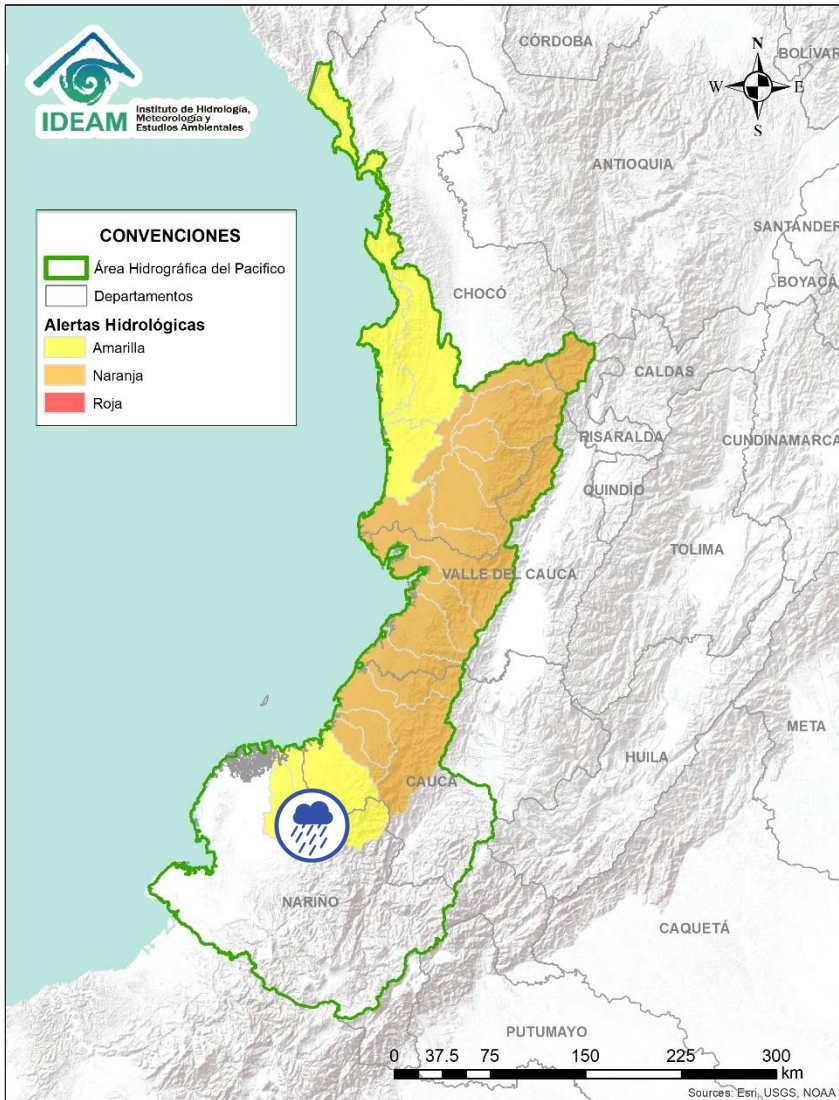 IDEAM
Instituto de Hidrología,
Meteorología y
Estudios Ambientales
CÓRDOBA
BOLÍVAR
N
W
E
S
ANTIOQUIA
SANTANDER
BOYACÁ
CONVENCIONES
Área Hidrográfica del Pacifico
Departamentos
Alertas Hidrológicas
Amarilla
Naranja
Roja
CHOCÓ
CALDAS
RISARALDA
CUNDINAMARCA
QUINDÍO
TOLIMA
VALLE DEL CAUCA
META
HUILA
CAUCA
NARIÑO
CAQUETÁ
PUTUMAYO
0 37.5 75 150 225 300
km
Sources: Esri, USGS, NOAA